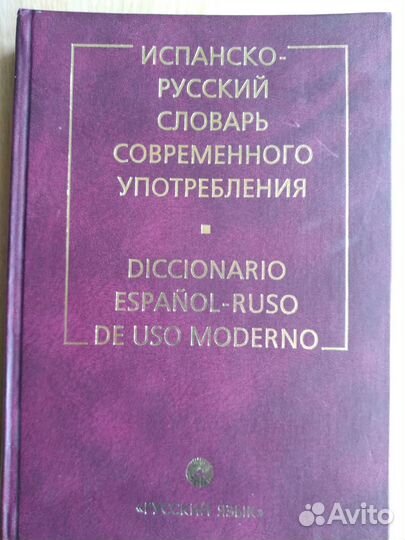 ИСПАНСКО-
РУССКИЙ
СЛОВАРЬ
СОВРЕМЕННОГО
УПОТРЕБЛЕНИЯ
DICCIONARIO
ESPAÑOL-RUSO
DE USO MODERNO
«РУССКИЙ ЯЗЫК»
Avito